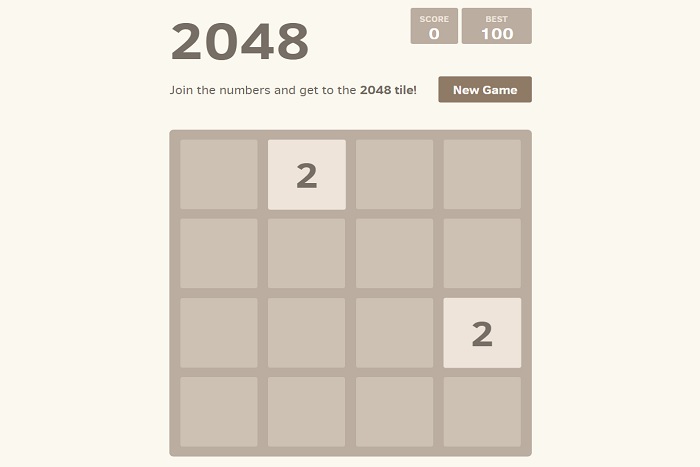 2048
SCORE
0
BEST
100
Join the numbers and get to the 2048 tile!
New Game
2
2